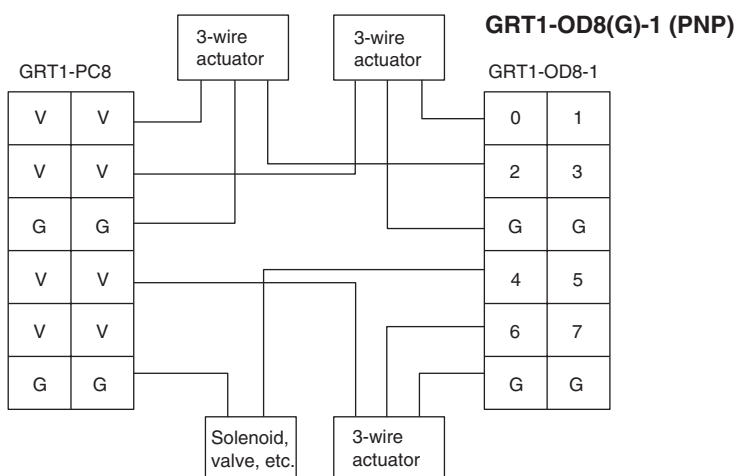 GRT1-OD8(G)-1 (PNP)
3-wire
actuator
3-wire
actuator
GRT1-PC8
GRT1-OD8-1
V V
0 1
V V
2 3
G G
G G
V V
4 5
V V
6 7
G G
G G
Solenoid,
valve, etc.
3-wire
actuator